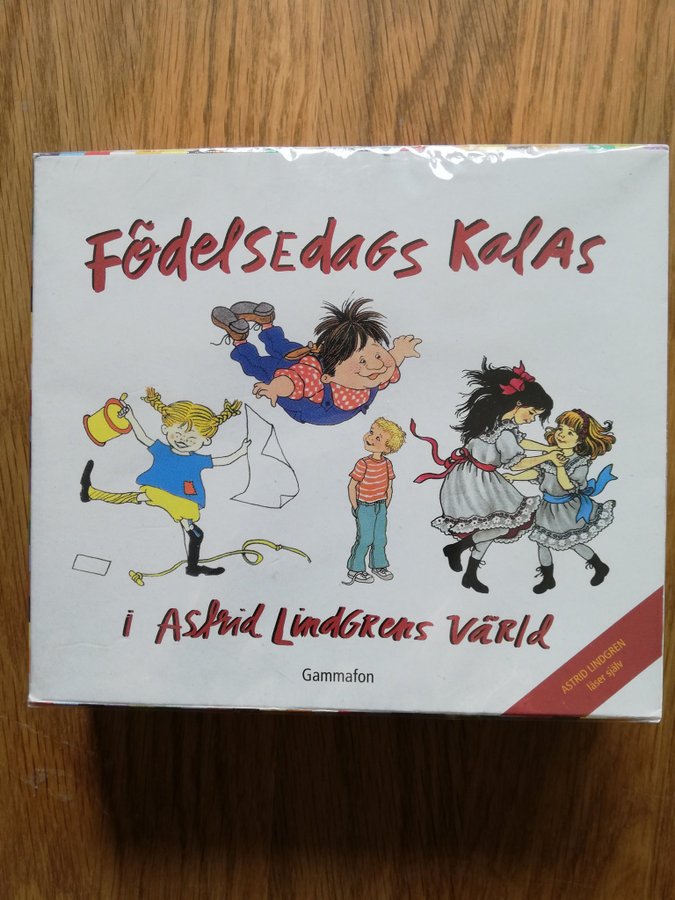 FödelsEdaGs KalAs
i Astrid LindGrens Värld
Gammafon
ASTRID LINDGREN
läser själv